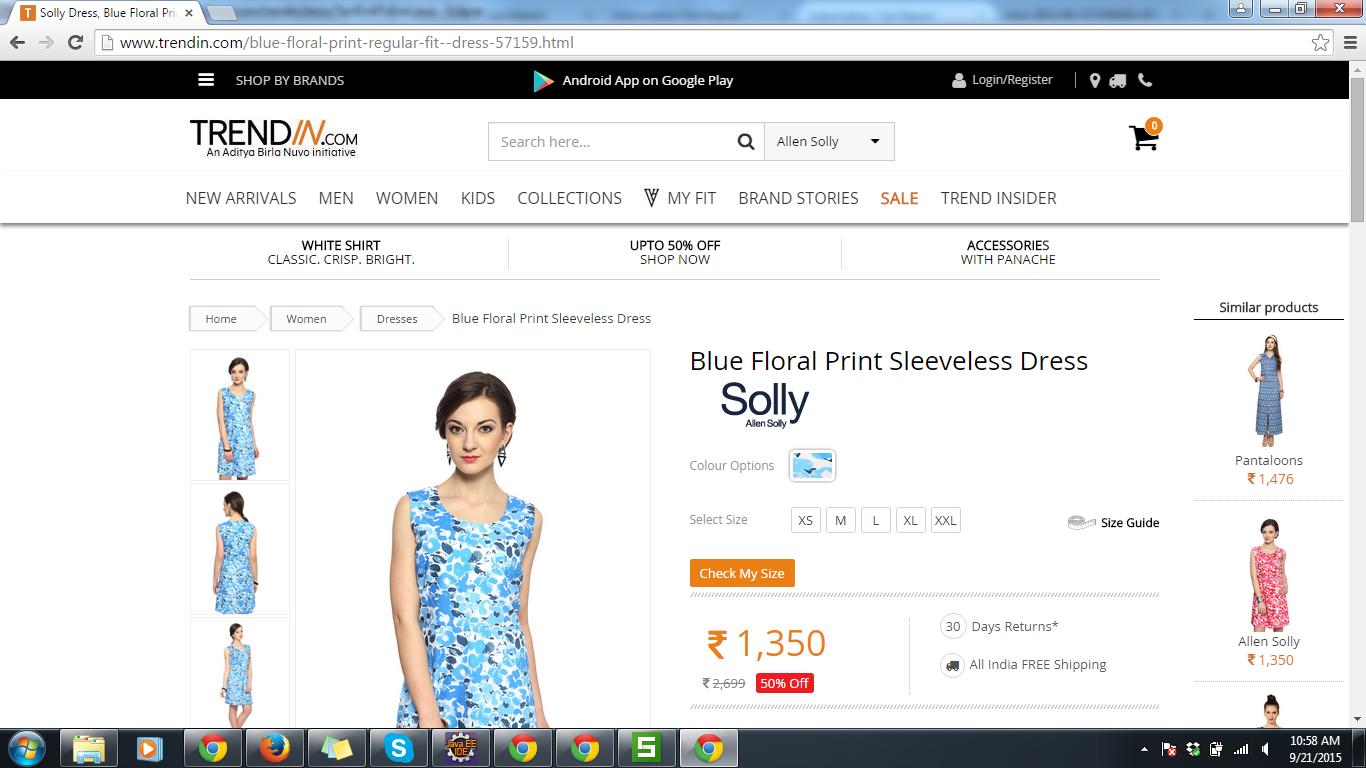 Solly Dress, Blue Floral Pri
www.trendin.com/blue-floral-print-regular-fit--dress-57159.html
SHOP BY BRANDS
Android App on Google Play
Login/Register
TRENDIN.COM
An Aditya Birla Nuvo initiative
Search here...
Allen Solly
0
NEW ARRIVALS MEN WOMEN KIDS COLLECTIONS MY FIT BRAND STORIES SALE TREND INSIDER
WHITE SHIRT
CLASSIC. CRISP. BRIGHT.
UPTO 50% OFF
SHOP NOW
ACCESSORIES
WITH PANACHE
Home Women Dresses Blue Floral Print Sleeveless Dress
Blue Floral Print Sleeveless Dress
Solly
Allen Solly
Colour Options
Select Size XS M L XL XXL
Size Guide
Check My Size
₹ 1,350
₹ 2,699 50% Off
30 Days Returns*
All India FREE Shipping
Similar products
Pantaloons
₹ 1,476
Allen Solly
₹ 1,350
Java EE
IDE
S
10:58 AM
9/21/2015